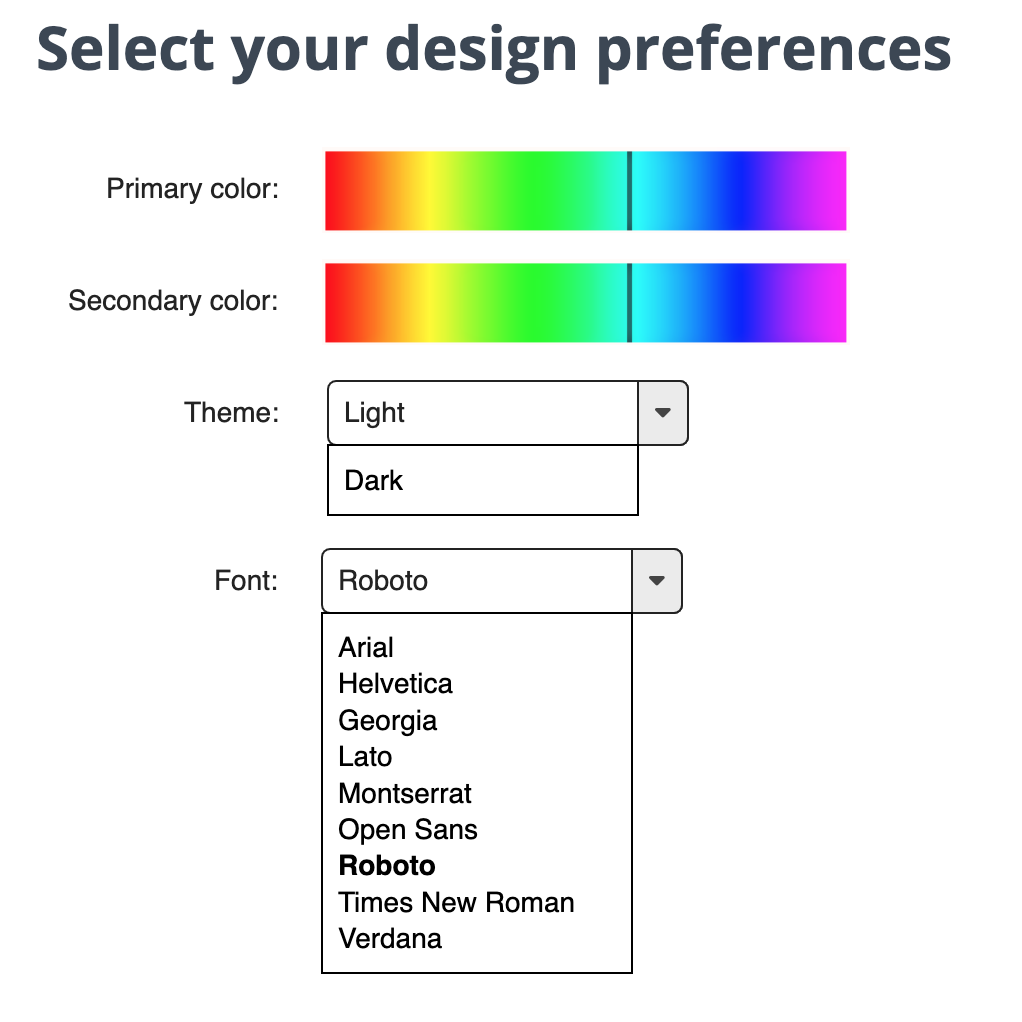 Select your design preferences
Primary color:
Secondary color:
Theme: Light
Dark
Font: Roboto
Arial
Helvetica
Georgia
Lato
Montserrat
Open Sans
Roboto
Times New Roman
Verdana